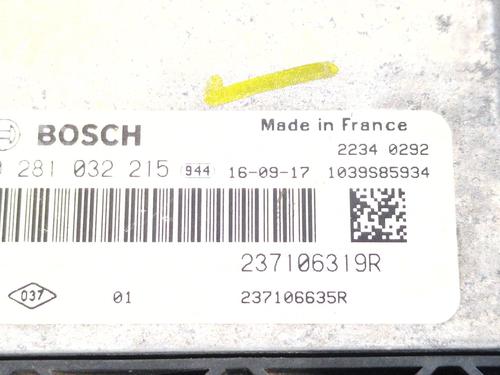 BOSCH Made in France
2234 0292
281 032 215 944 16-09-17 1039S85934
237106319R
037 01 237106635R